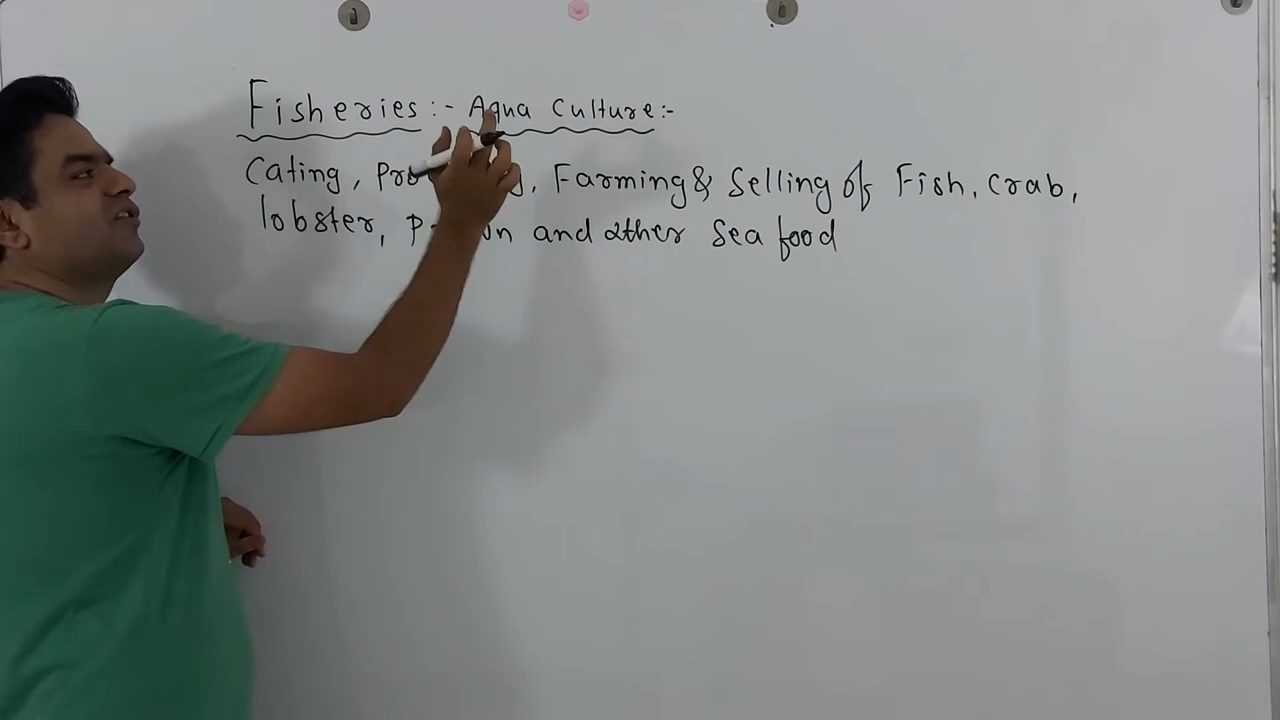 Fisheries :- Aqua Culture :-
Cating, Farming & Selling of Fish, Crab,
lobster, and other Sea food